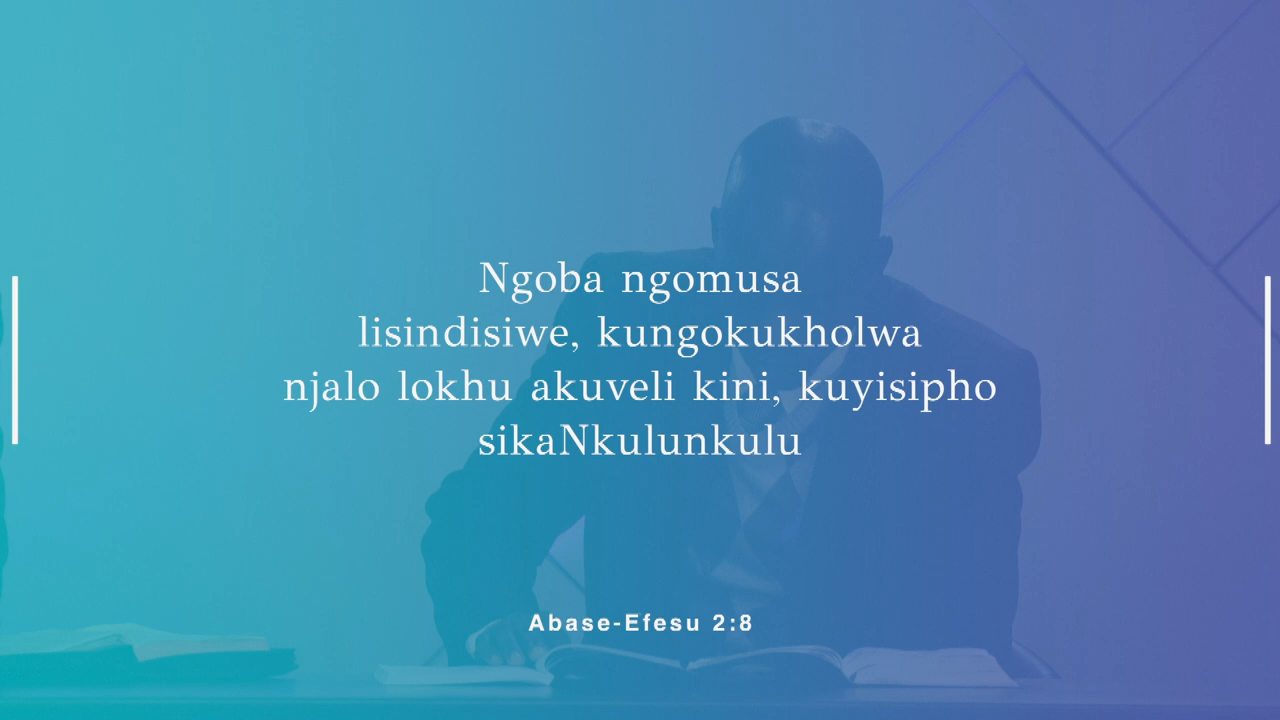 Ngoba ngomusa
lisindisiwe, kungokukholwa
njalo lokhu akuveli kini, kuyisipho
sikaNkulunkulu
Abase-Efesu 2:8